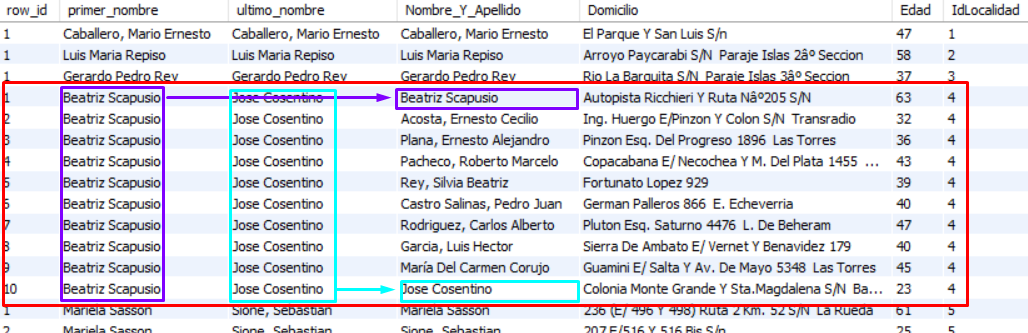 row_id primer_nombre ultimo_nombre Nombre_Y_Apellido Domicilio Edad IdLocalidad
1 Caballero, Mario Ernesto Caballero, Mario Ernesto Caballero, Mario Ernesto El Parque Y San Luis S/n 47 1
1 Luis Maria Repiso Luis Maria Repiso Luis Maria Repiso Arroyo Paycarabi S/N Paraje Islas 2âº Seccion 58 2
1 Gerardo Pedro Rey Gerardo Pedro Rey Gerardo Pedro Rey Rio La Barquita S/N Paraje Islas 3âº Seccion 37 3
1 Beatriz Scapusio Jose Cosentino Beatriz Scapusio Autopista Ricchieri Y Ruta Nâº205 S/N 63 4
2 Beatriz Scapusio Jose Cosentino Acosta, Ernesto Cecilio Ing. Huergo E/Pinzon Y Colon S/N Transradio 32 4
3 Beatriz Scapusio Jose Cosentino Plana, Ernesto Alejandro Pinzon Esq. Del Progreso 1896 Las Torres 36 4
4 Beatriz Scapusio Jose Cosentino Pacheco, Roberto Marcelo Copacabana E/ Necochea Y M. Del Plata 1455 ... 43 4
5 Beatriz Scapusio Jose Cosentino Rey, Silvia Beatriz Fortunato Lopez 929 39 4
6 Beatriz Scapusio Jose Cosentino Castro Salinas, Pedro Juan German Palleros 866 E. Echeverria 40 4
7 Beatriz Scapusio Jose Cosentino Rodriguez, Carlos Alberto Pluton Esq. Saturno 4476 L. De Beheram 47 4
8 Beatriz Scapusio Jose Cosentino Garcia, Luis Hector Sierra De Ambato E/ Vernet Y Benavidez 179 40 4
9 Beatriz Scapusio Jose Cosentino María Del Carmen Corujo Guamini E/ Salta Y Av. De Mayo 5348 Las Torres 45 4
10 Beatriz Scapusio Jose Cosentino Jose Cosentino Colonia Monte Grande Y Sta.Magdalena S/N Ba... 23 4
1 Mariela Sasson Sione, Sebastian Mariela Sasson 236 (E/ 496 Y 498) Ruta 2 Km. 52 S/N La Rueda 61 5
2 Mariela Sasson Sione, Sebastian Sione, Sebastian 207 E/516 Y 516 Bis S/n 25 5